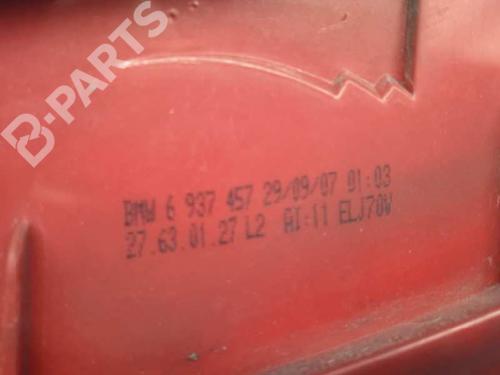 B-PARTS
BMW 6 937 457 29/09/07 01:03
27.63.01.27 L2 AI:11 ELJ70W